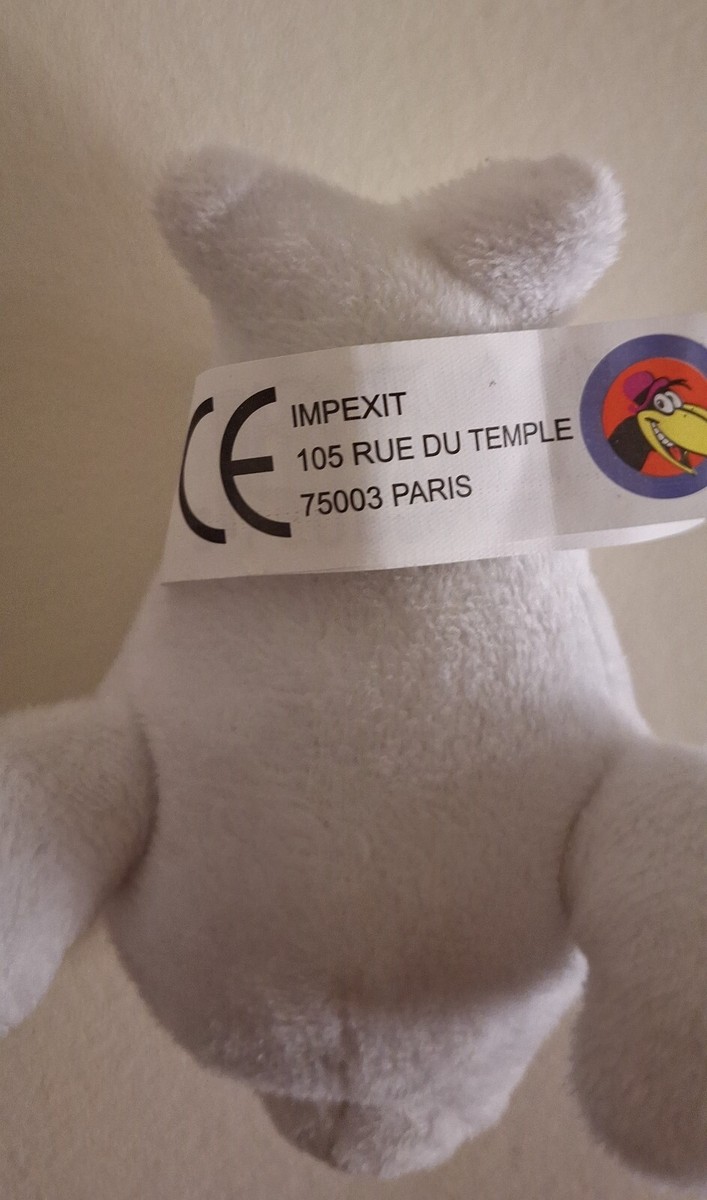 CE IMPEXIT
105 RUE DU TEMPLE
75003 PARIS